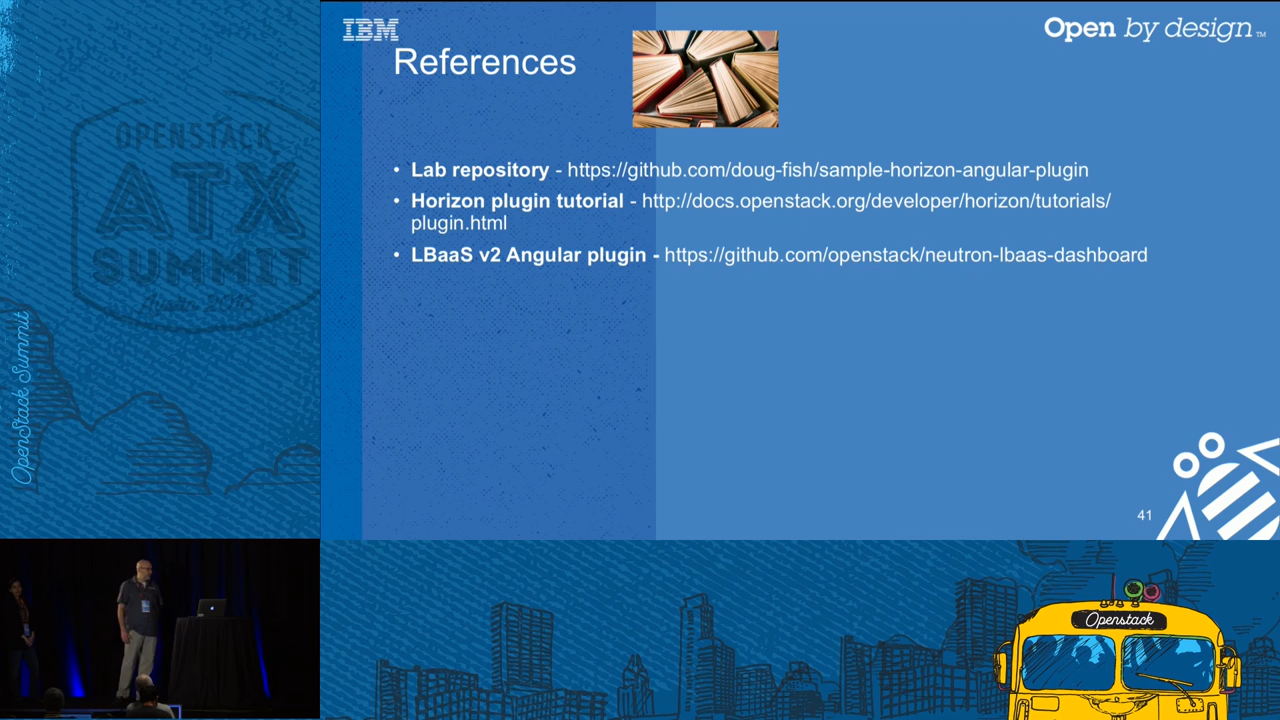 IBM
Open by design™
References
• Lab repository - https://github.com/doug-fish/sample-horizon-angular-plugin
• Horizon plugin tutorial - http://docs.openstack.org/developer/horizon/tutorials/
plugin.html
• LBaaS v2 Angular plugin - https://github.com/openstack/neutron-lbaas-dashboard
41
OPENSTACK
ATX
SUMMIT
Austin 2016
OpenStack Summit
Openstack